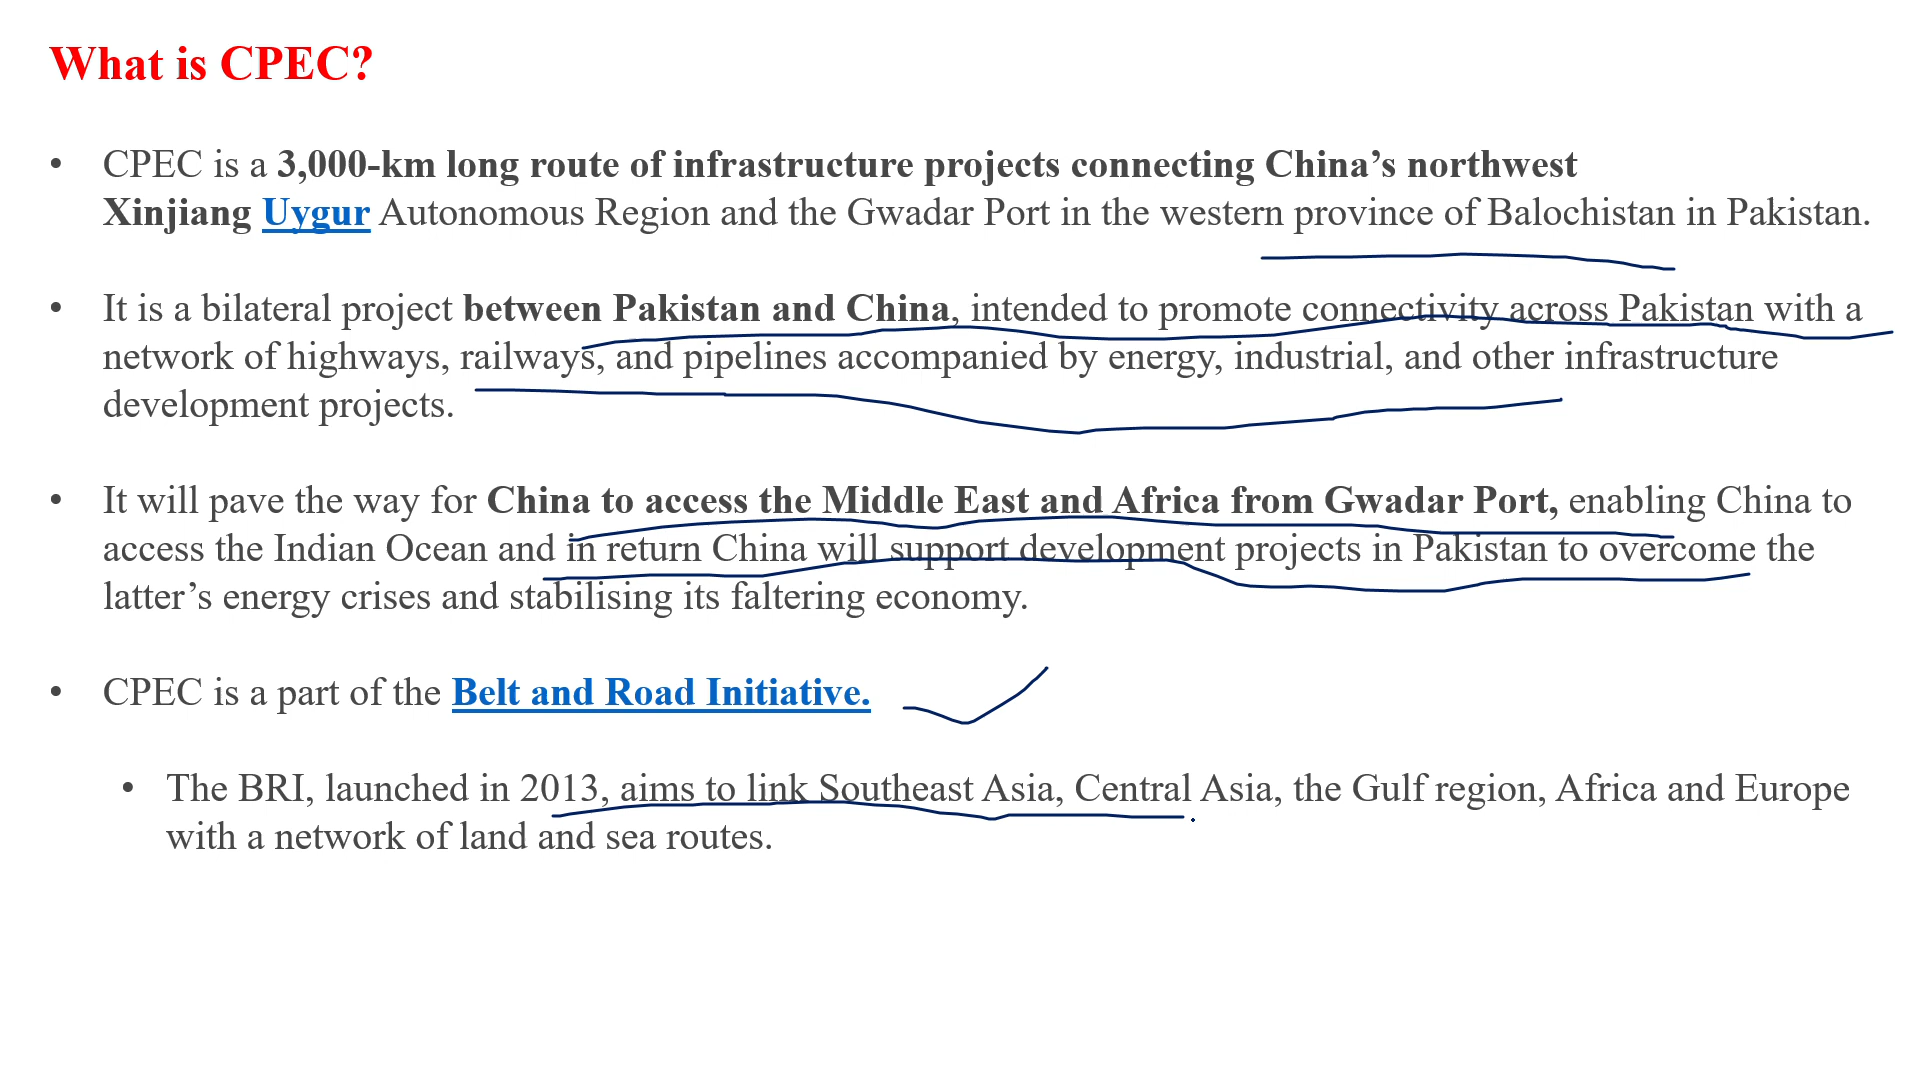 What is CPEC?
• CPEC is a 3,000-km long route of infrastructure projects connecting China’s northwest
Xinjiang Uygur Autonomous Region and the Gwadar Port in the western province of Balochistan in Pakistan.
• It is a bilateral project between Pakistan and China, intended to promote connectivity across Pakistan with a
network of highways, railways, and pipelines accompanied by energy, industrial, and other infrastructure
development projects.
• It will pave the way for China to access the Middle East and Africa from Gwadar Port, enabling China to
access the Indian Ocean and in return China will support development projects in Pakistan to overcome the
latter’s energy crises and stabilising its faltering economy.
• CPEC is a part of the Belt and Road Initiative.
• The BRI, launched in 2013, aims to link Southeast Asia, Central Asia, the Gulf region, Africa and Europe
with a network of land and sea routes.